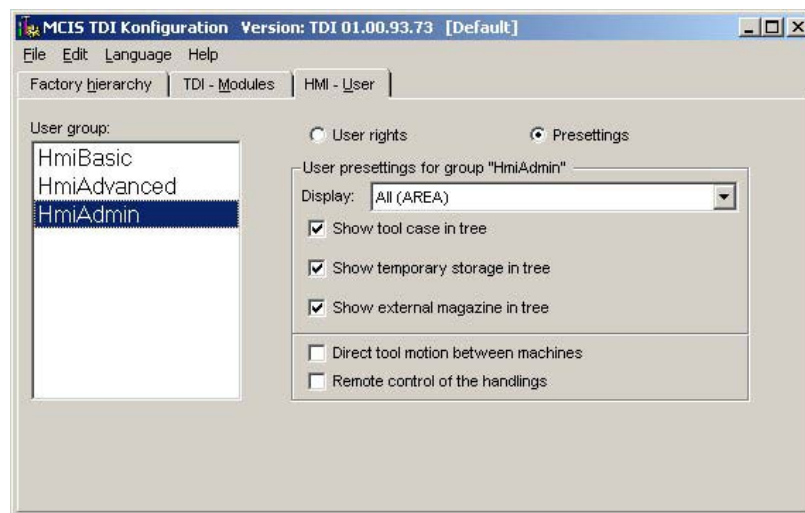 MCIS TDI Konfiguration Version: TDI 01.00.93.73 [Default]
File Edit Language Help
Factory hierarchy TDI - Modules HMI - User
User group:
HmiBasic
HmiAdvanced
HmiAdmin
User rights Presettings
User presettings for group "HmiAdmin"
Display: All (AREA)
Show tool case in tree
Show temporary storage in tree
Show external magazine in tree
Direct tool motion between machines
Remote control of the handlings